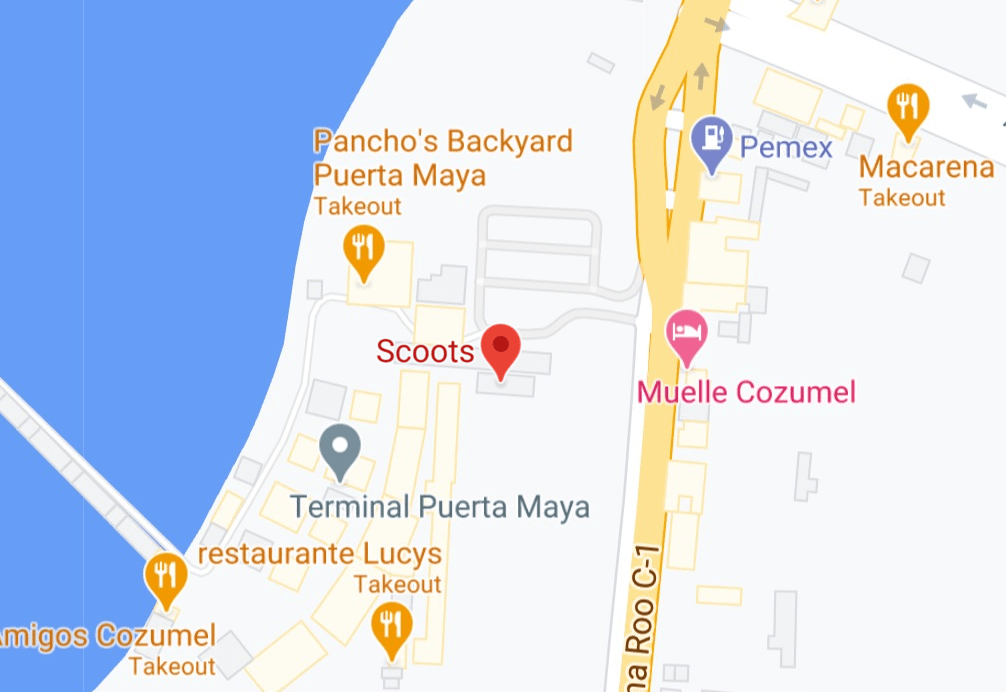 Pancho's Backyard
Puerta Maya
Takeout
Pemex
Macarena
Takeout
Scoots
Muelle Cozumel
Terminal Puerta Maya
restaurante Lucys
Takeout
migos Cozumel
Takeout
na Roo C-1